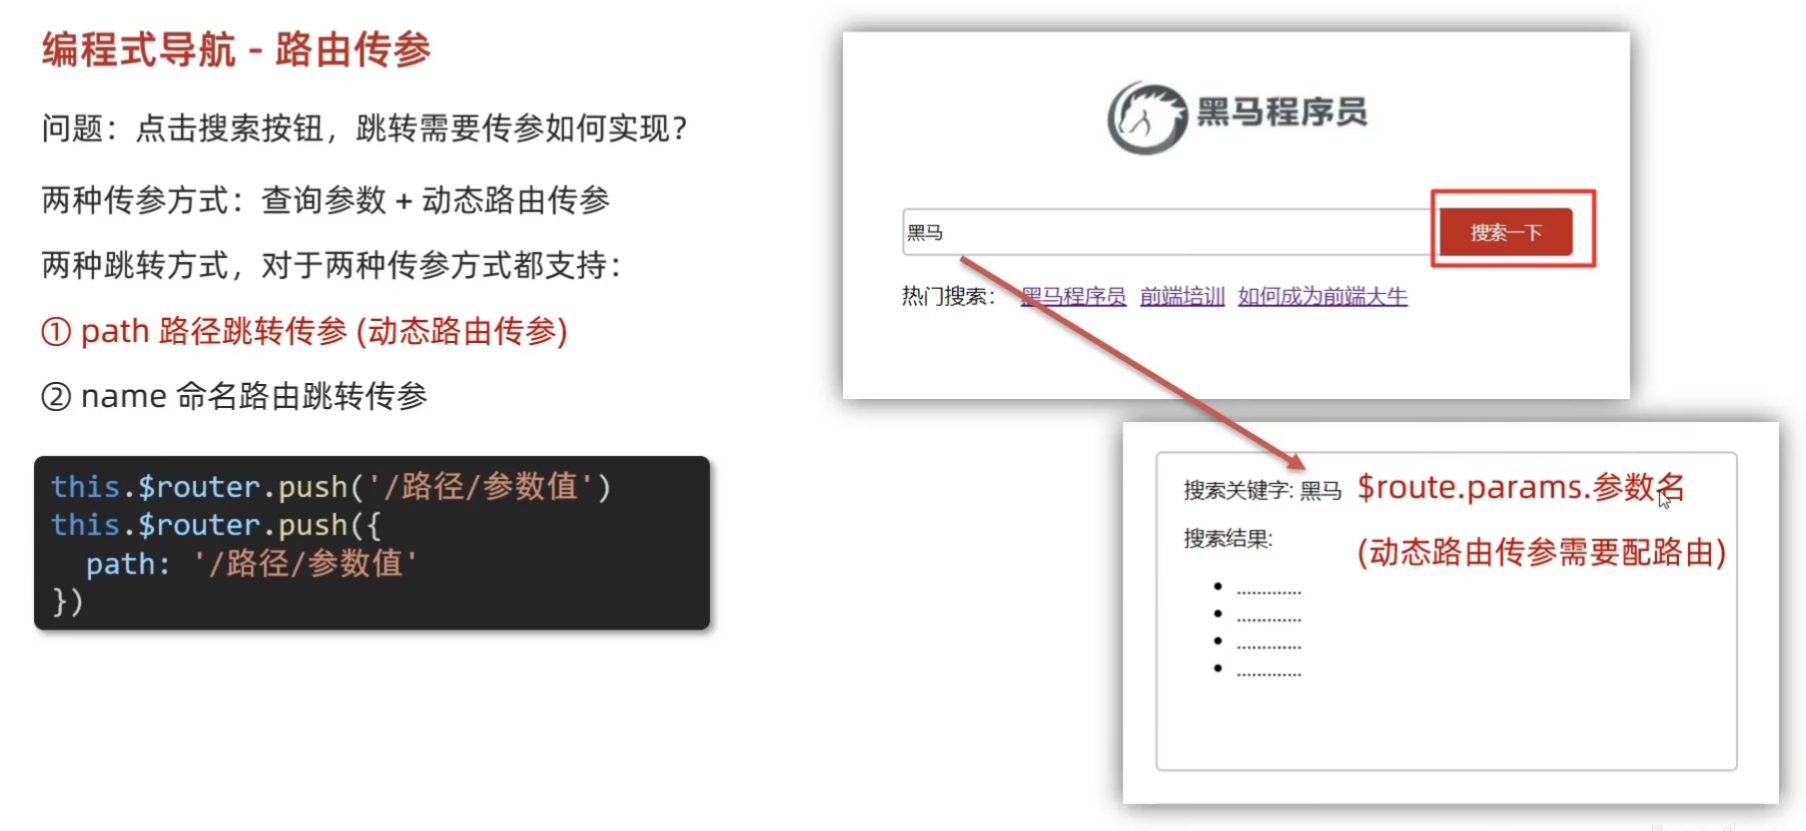 编程式导航 - 路由传参
问题：点击搜索按钮，跳转需要传参如何实现？
两种传参方式：查询参数 + 动态路由传参
两种跳转方式，对于两种传参方式都支持：
① path 路径跳转传参 (动态路由传参)
② name 命名路由跳转传参
this.$router.push('/路径/参数值')
this.$router.push({
  path: '/路径/参数值'
})
黑马程序员
黑马
搜索一下
热门搜索： 黑马程序员 前端培训 如何成为前端大牛
搜索关键字: 黑马 $route.params.参数名
搜索结果:
(动态路由传参需要配路由)
.............
.............
.............
.............